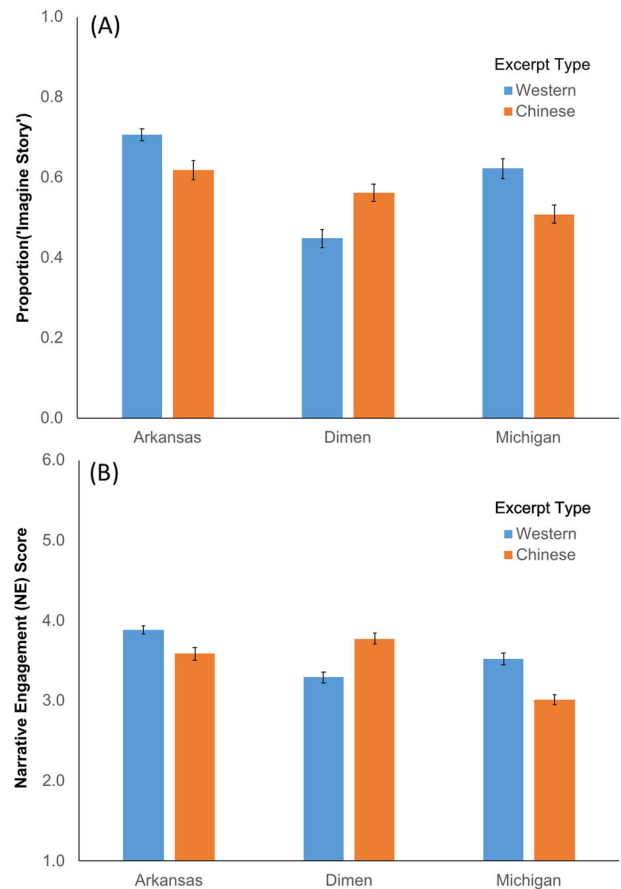 (A)
Proportion('Imagine Story')
1.0
0.8
0.6
0.4
0.2
0.0
Excerpt Type
Western
Chinese
Arkansas Dimen Michigan
(B)
Narrative Engagement (NE) Score
6.0
5.0
4.0
3.0
2.0
1.0
Excerpt Type
Western
Chinese
Arkansas Dimen Michigan